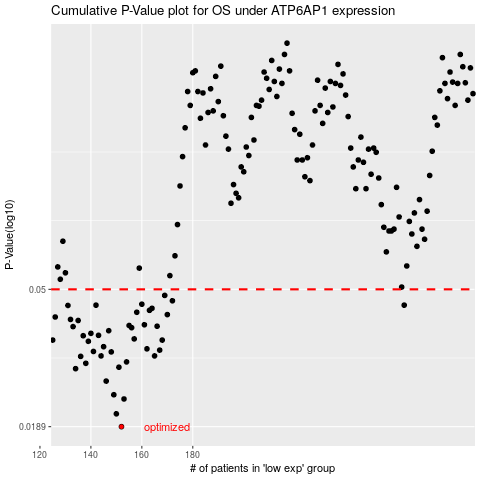 Cumulative P-Value plot for OS under ATP6AP1 expression
P-Value(log10)
0.05
0.0189
optimized
120 140 160 180
# of patients in 'low exp' group